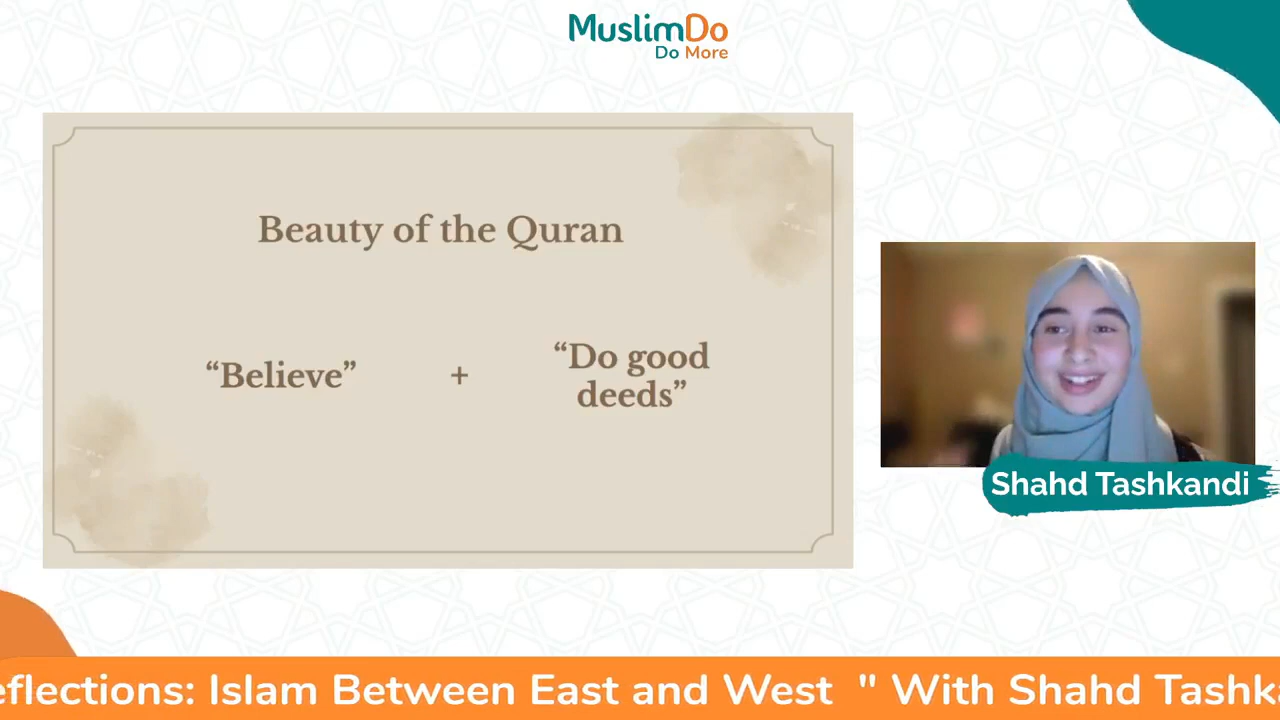 MuslimDo
Do More
Beauty of the Quran
“Believe”
+
“Do good
deeds”
Shahd Tashkandi
eflections: Islam Between East and West " With Shahd Tashka